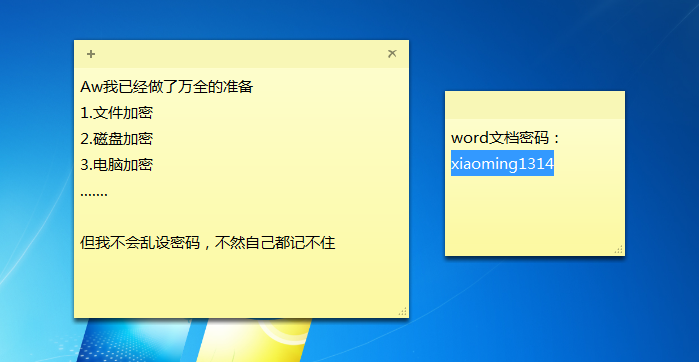 Aw我已经做了万全的准备
1.文件加密
2.磁盘加密
3.电脑加密
.......
但我不会乱设密码，不然自己都记不住
word文档密码：
xiaoming1314